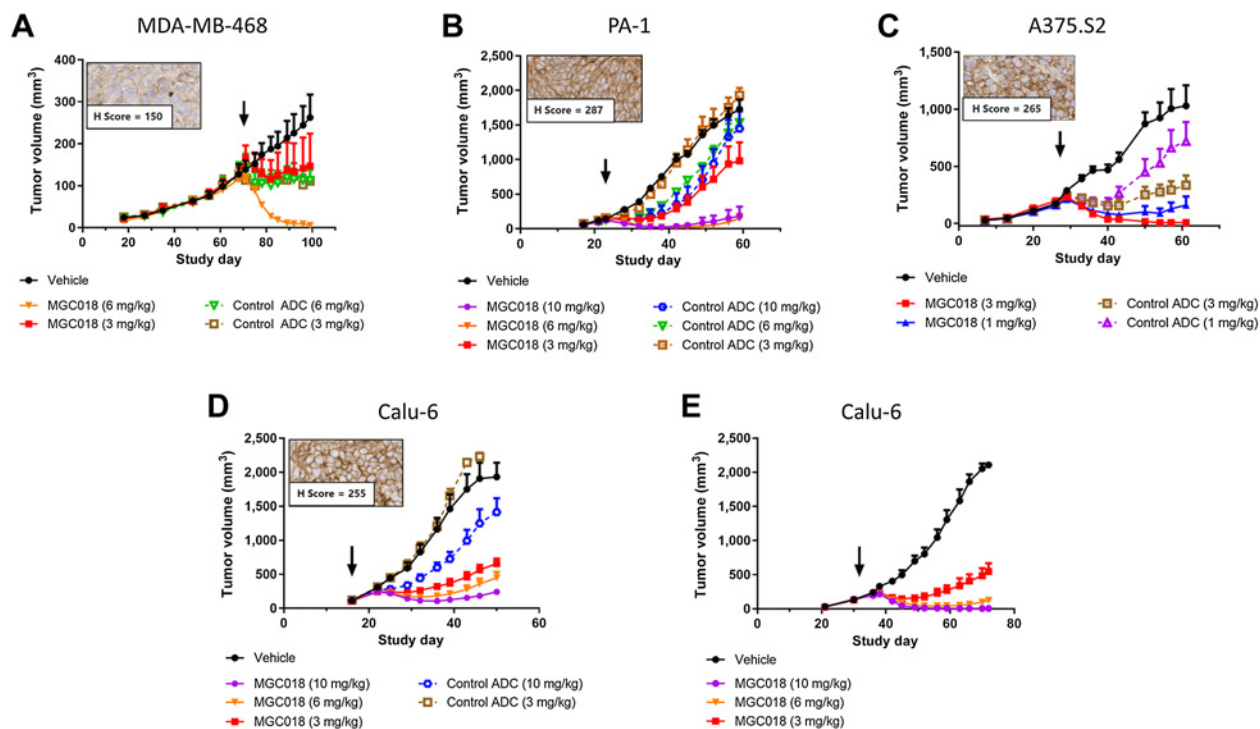 A
MDA-MB-468
400
300
200
100
0
Tumor volume (mm³)
H Score = 150
0
20
40
60
80
100
Study day
Vehicle
MGC018 (6 mg/kg)
Control ADC (6 mg/kg)
MGC018 (3 mg/kg)
Control ADC (3 mg/kg)
B
PA-1
2,500
2,000
1,500
1,000
500
0
Tumor volume (mm³)
H Score = 287
0
20
40
60
Study day
Vehicle
MGC018 (10 mg/kg)
Control ADC (10 mg/kg)
MGC018 (6 mg/kg)
Control ADC (6 mg/kg)
MGC018 (3 mg/kg)
Control ADC (3 mg/kg)
C
A375.S2
1,500
1,000
500
0
Tumor volume (mm³)
H Score = 265
0
20
40
60
Study day
Vehicle
MGC018 (3 mg/kg)
Control ADC (3 mg/kg)
MGC018 (1 mg/kg)
Control ADC (1 mg/kg)
D
Calu-6
2,500
2,000
1,500
1,000
500
0
Tumor volume (mm³)
H Score = 255
0
20
40
60
Study day
Vehicle
MGC018 (10 mg/kg)
Control ADC (10 mg/kg)
MGC018 (6 mg/kg)
Control ADC (3 mg/kg)
MGC018 (3 mg/kg)
E
Calu-6
2,500
2,000
1,500
1,000
500
0
Tumor volume (mm³)
0
20
40
60
80
Study day
Vehicle
MGC018 (10 mg/kg)
MGC018 (6 mg/kg)
MGC018 (3 mg/kg)